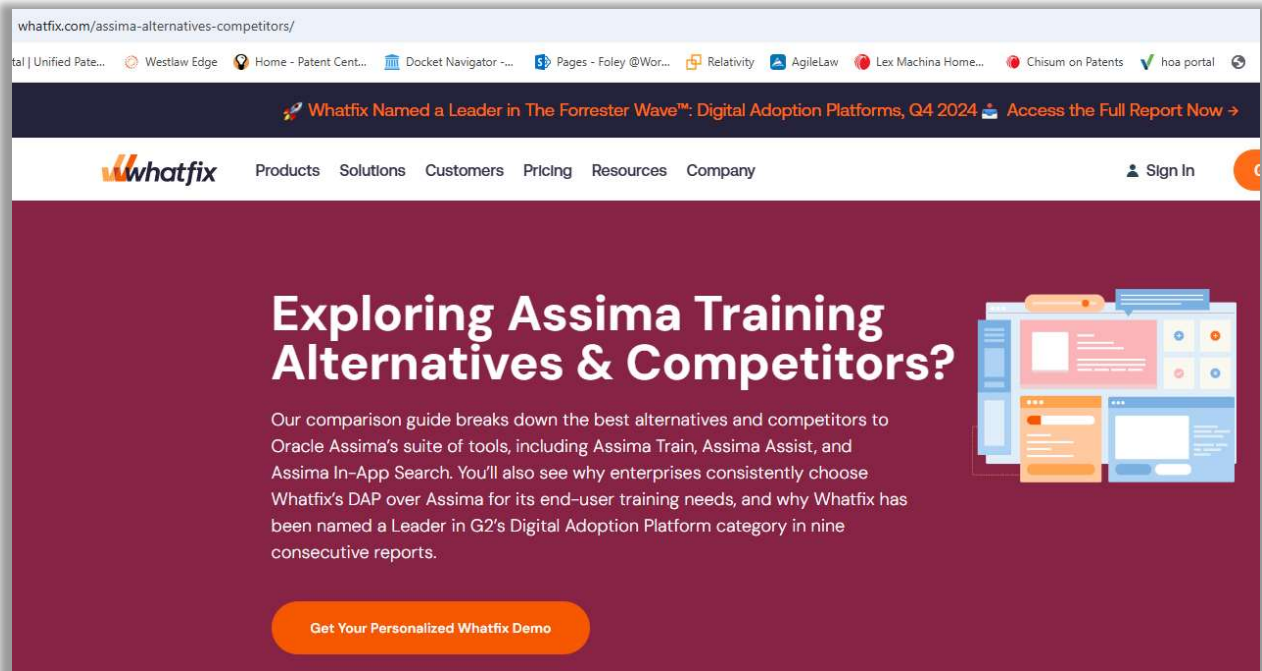 whatfix.com/assima-alternatives-competitors/
tal | Unified Pate... Westlaw Edge Home - Patent Cent... Docket Navigator -... Pages - Foley @Wor... Relativity AgileLaw Lex Machina Home... Chisum on Patents hoa portal
🚀 Whatfix Named a Leader in The Forrester Wave™: Digital Adoption Platforms, Q4 2024 📥 Access the Full Report Now →
whatfix Products Solutions Customers Pricing Resources Company Sign In G
Exploring Assima Training
Alternatives & Competitors?
Our comparison guide breaks down the best alternatives and competitors to
Oracle Assima's suite of tools, including Assima Train, Assima Assist, and
Assima In-App Search. You'll also see why enterprises consistently choose
Whatfix's DAP over Assima for its end-user training needs, and why Whatfix has
been named a Leader in G2's Digital Adoption Platform category in nine
consecutive reports.
Get Your Personalized Whatfix Demo